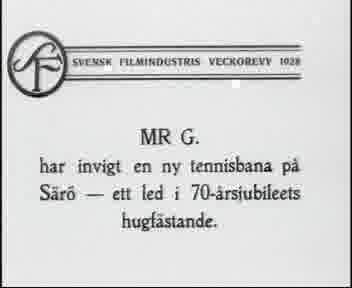 SF
SVENSK FILMINDUSTRIS VECKOREVY 1928
MR G.
har invigt en ny tennisbana på
Särö — ett led i 70-årsjubileets
hugfästande.